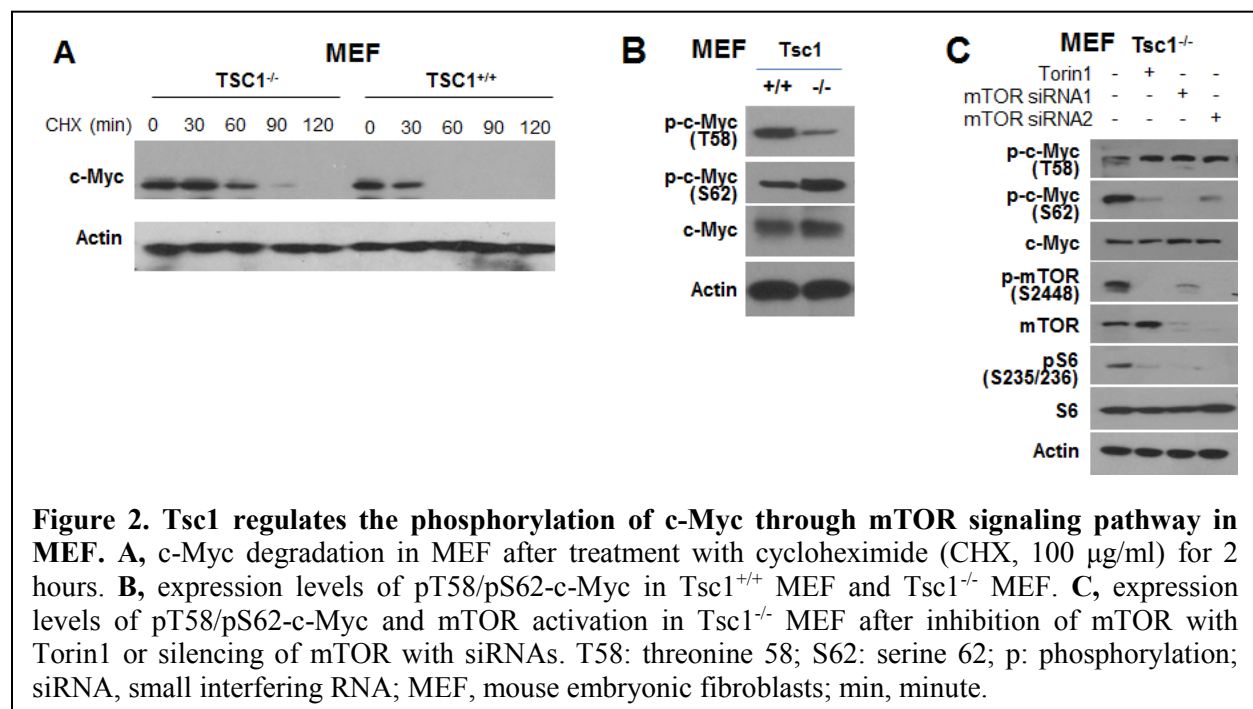 A
MEF
TSC1-/- TSC1+/+
CHX (min) 0 30 60 90 120 0 30 60 90 120
c-Myc
Actin
B
MEF Tsc1
+/+ -/-
p-c-Myc
(T58)
p-c-Myc
(S62)
c-Myc
Actin
C
MEF Tsc1-/-
Torin1 - + - -
mTOR siRNA1 - - + -
mTOR siRNA2 - - - +
p-c-Myc
(T58)
p-c-Myc
(S62)
c-Myc
p-mTOR
(S2448)
mTOR
pS6
(S235/236)
S6
Actin
Figure 2. Tsc1 regulates the phosphorylation of c-Myc through mTOR signaling pathway in
MEF. A, c-Myc degradation in MEF after treatment with cycloheximide (CHX, 100 μg/ml) for 2
hours. B, expression levels of pT58/pS62-c-Myc in Tsc1+/+ MEF and Tsc1-/- MEF. C, expression
levels of pT58/pS62-c-Myc and mTOR activation in Tsc1-/- MEF after inhibition of mTOR with
Torin1 or silencing of mTOR with siRNAs. T58: threonine 58; S62: serine 62; p: phosphorylation;
siRNA, small interfering RNA; MEF, mouse embryonic fibroblasts; min, minute.